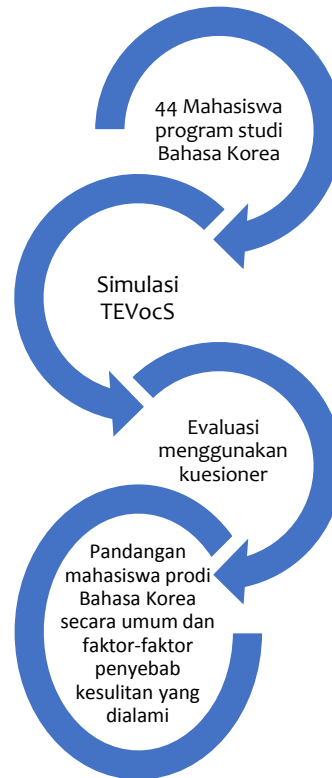 44 Mahasiswa
program studi
Bahasa Korea
Simulasi
TEVocS
Evaluasi
menggunakan
kuesioner
Pandangan
mahasiswa prodi
Bahasa Korea
secara umum dan
faktor-faktor
penyebab
kesulitan yang
dialami